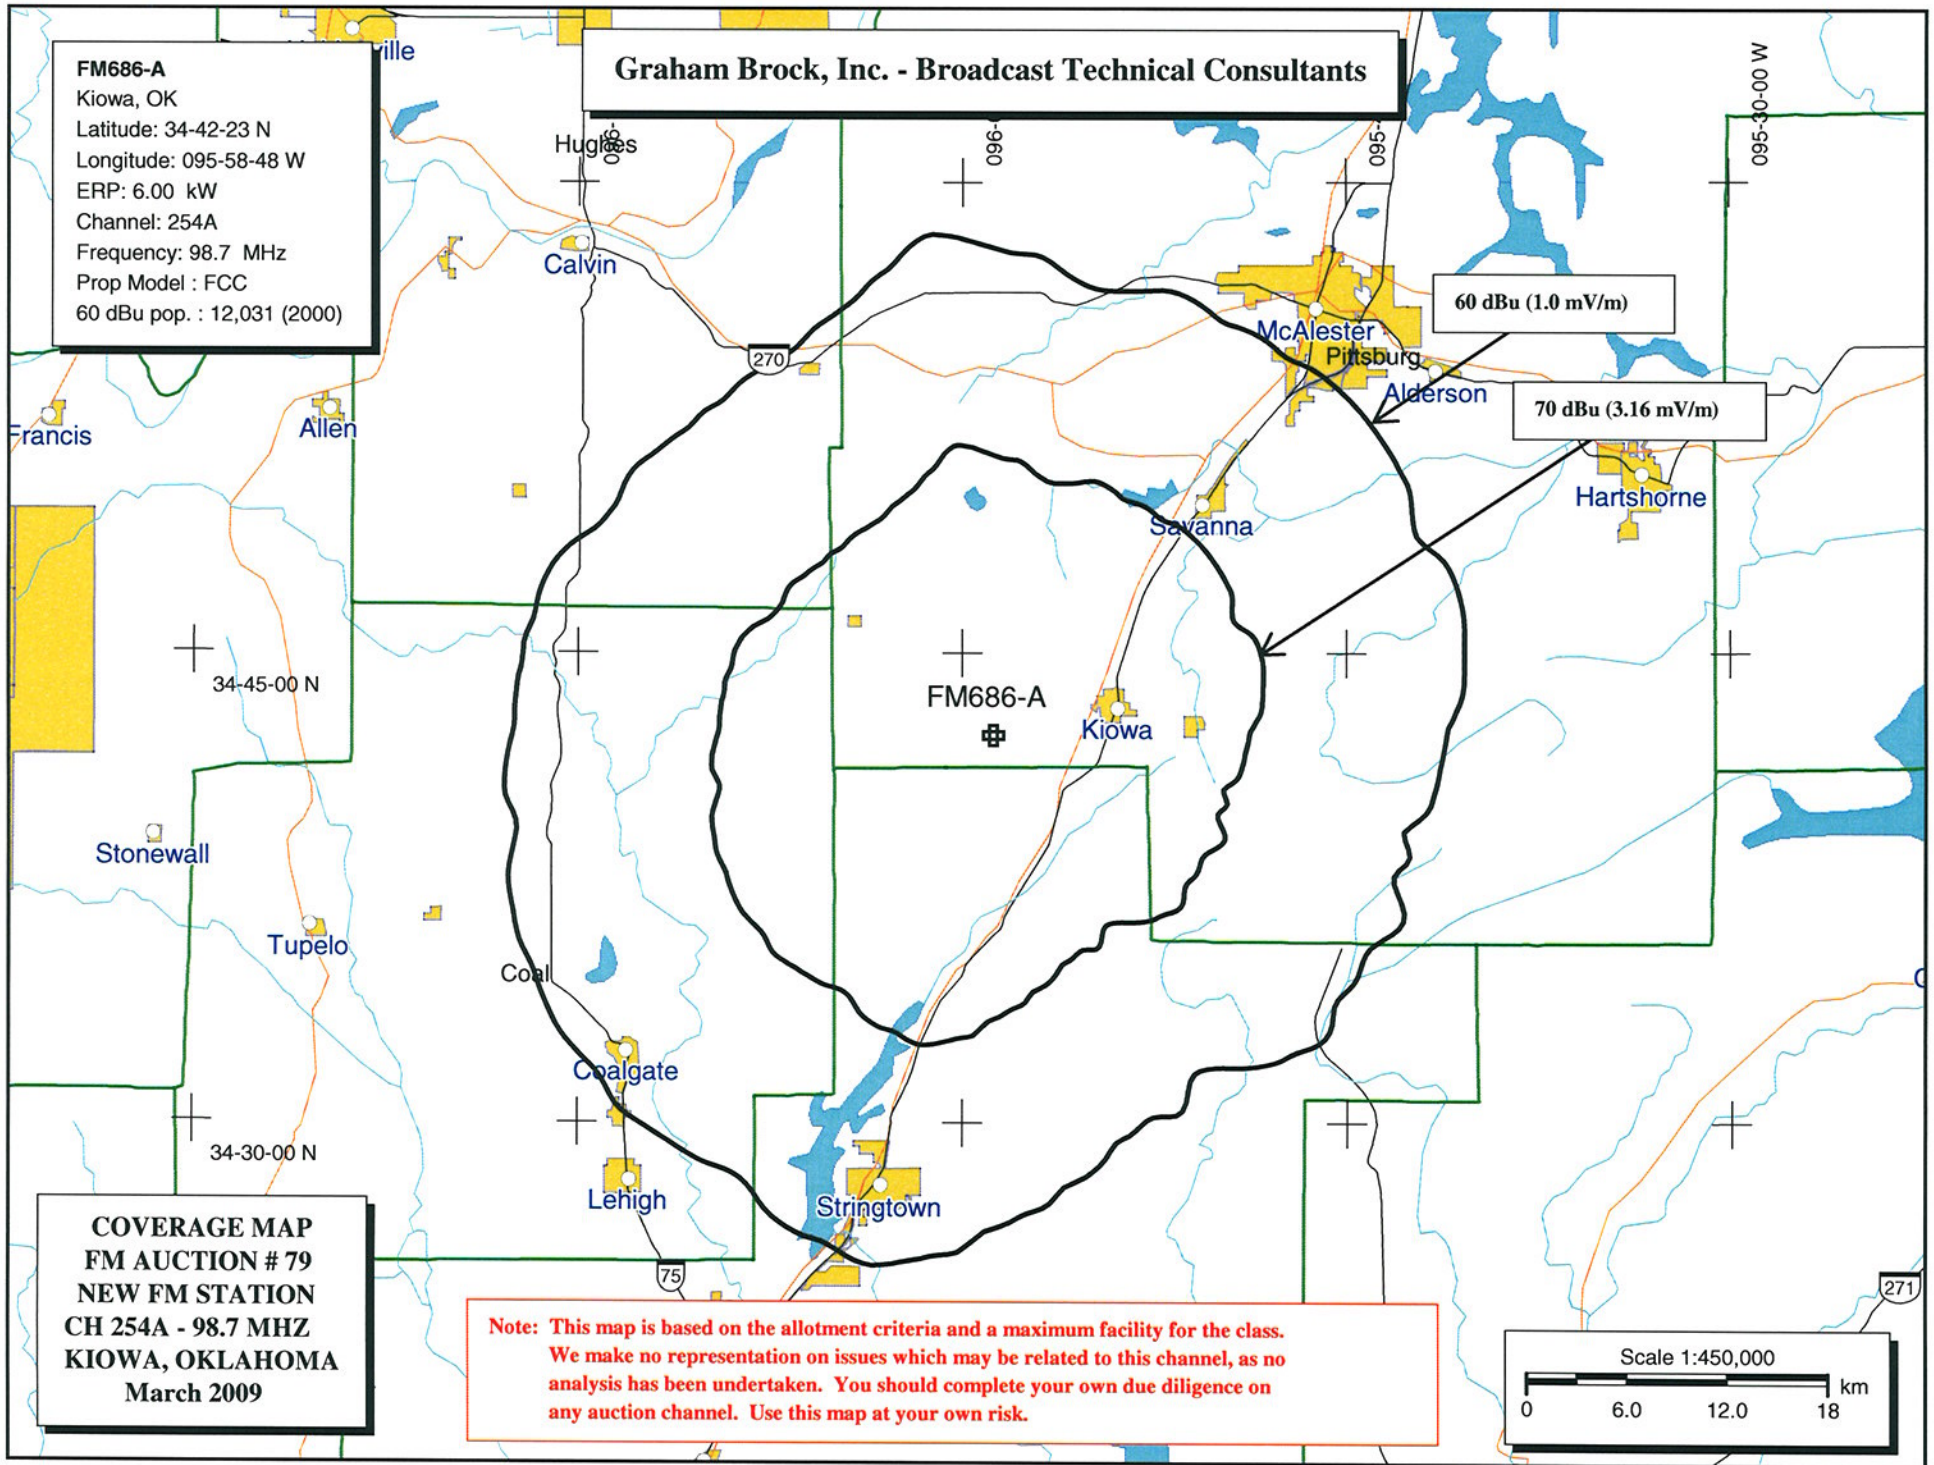 Graham Brock, Inc. - Broadcast Technical Consultants
FM686-A
Kiowa, OK
Latitude: 34-42-23 N
Longitude: 095-58-48 W
ERP: 6.00 kW
Channel: 254A
Frequency: 98.7 MHz
Prop Model : FCC
60 dBu pop. : 12,031 (2000)
ville
Hughes
096-
096-
095-
095-30-00 W
Calvin
60 dBu (1.0 mV/m)
McAlester
270
Pittsburg
Alderson
70 dBu (3.16 mV/m)
Francis
Allen
Hartshorne
Savanna
34-45-00 N
FM686-A
Kiowa
Stonewall
Tupelo
Coal
C
Coalgate
34-30-00 N
Lehigh
Stringtown
75
271
COVERAGE MAP
FM AUCTION # 79
NEW FM STATION
CH 254A - 98.7 MHZ
KIOWA, OKLAHOMA
March 2009
Note: This map is based on the allotment criteria and a maximum facility for the class.
We make no representation on issues which may be related to this channel, as no
analysis has been undertaken. You should complete your own due diligence on
any auction channel. Use this map at your own risk.
Scale 1:450,000
km
0 6.0 12.0 18